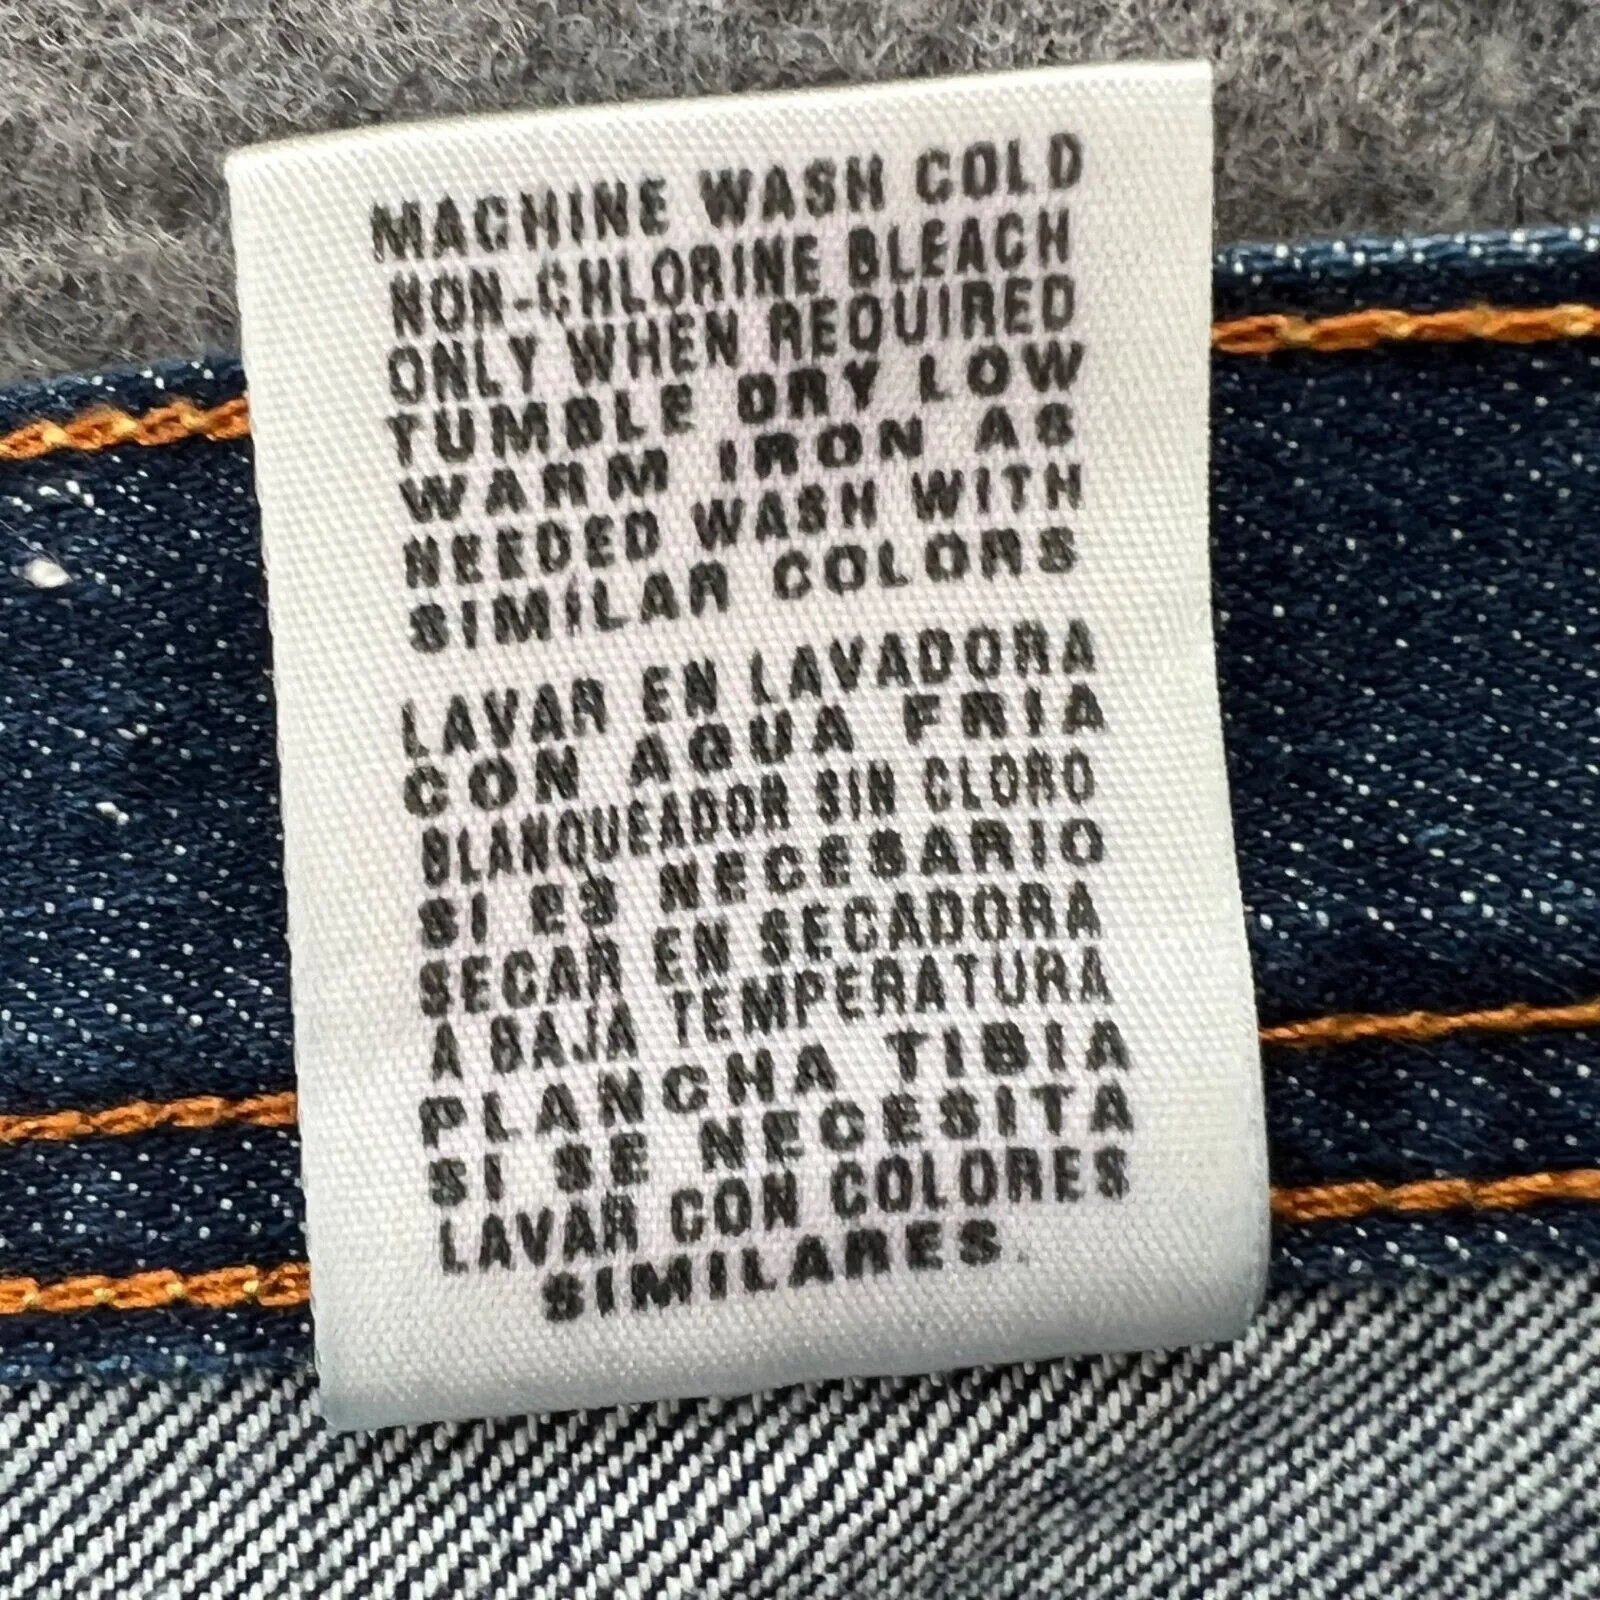 MACHINE WASH COLD
NON-CHLORINE BLEACH
ONLY WHEN REQUIRED
TUMBLE DRY LOW
WARM IRON AS
NEEDED WASH WITH
SIMILAR COLORS
LAVAR EN LAVADORA
CON AGUA FRIA
BLANQUEADOR SIN CLORO
SI ES NECESARIO
SECAR EN SECADORA
A BAJA TEMPERATURA
PLANCHA TIBIA
SI SE NECESITA
LAVAR CON COLORES
SIMILARES.